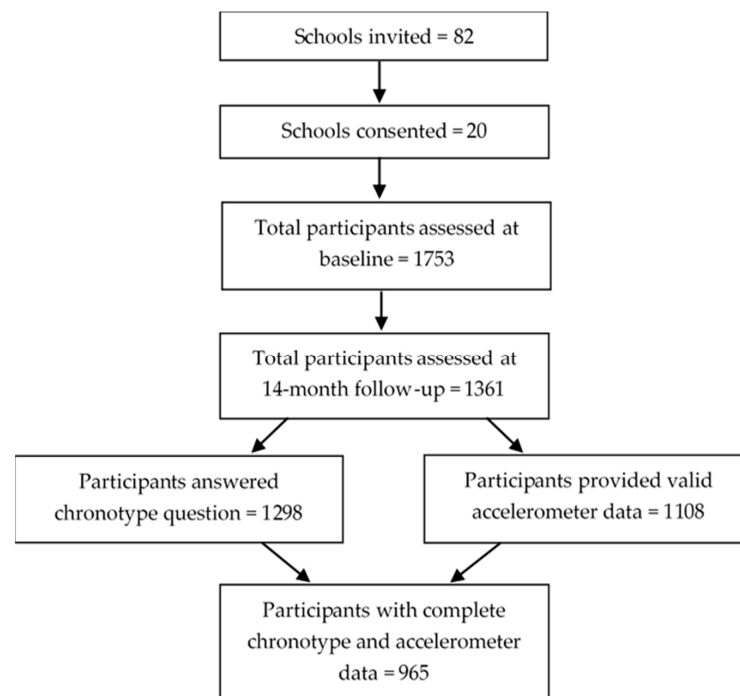 Schools invited = 82
Schools consented = 20
Total participants assessed at
baseline = 1753
Total participants assessed at
14-month follow-up = 1361
Participants answered
chronotype question = 1298
Participants provided valid
accelerometer data = 1108
Participants with complete
chronotype and accelerometer
data = 965